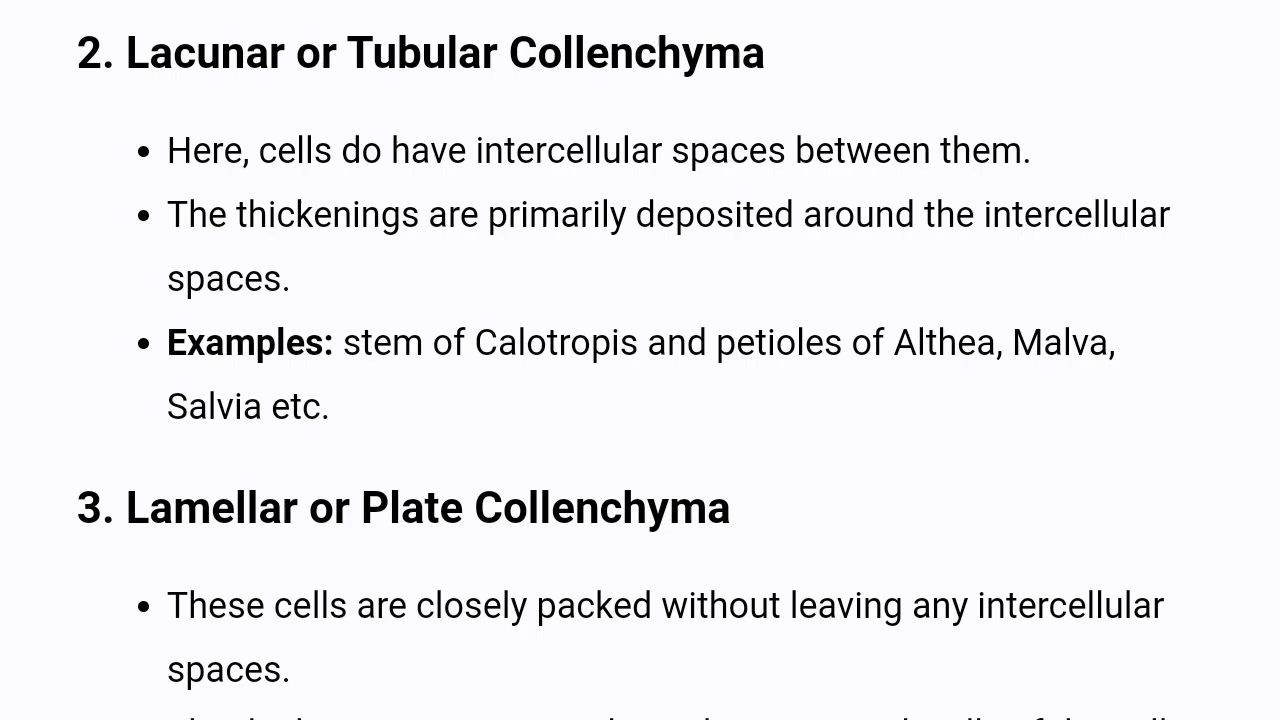 2. Lacunar or Tubular Collenchyma
• Here, cells do have intercellular spaces between them.
• The thickenings are primarily deposited around the intercellular
spaces.
• Examples: stem of Calotropis and petioles of Althea, Malva,
Salvia etc.
3. Lamellar or Plate Collenchyma
• These cells are closely packed without leaving any intercellular
spaces.